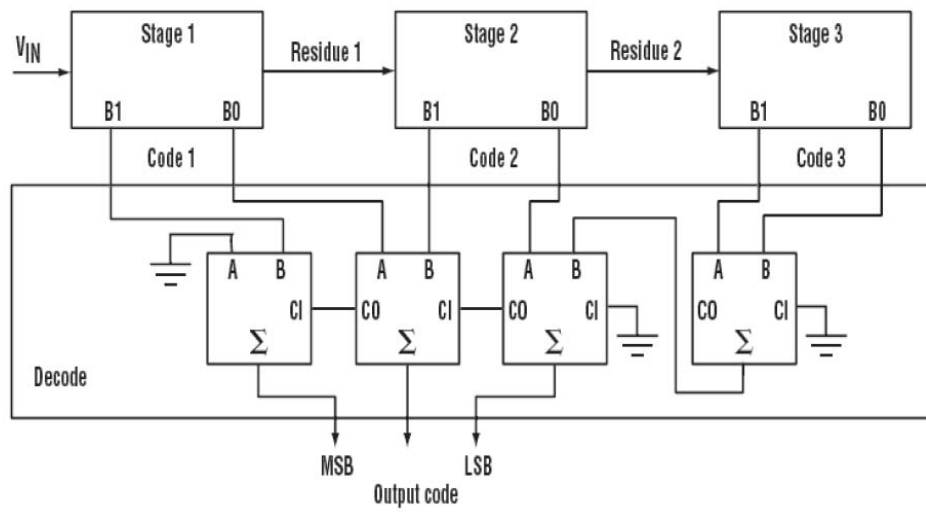 Stage 1
Stage 2
Stage 3
V_IN
Residue 1
Residue 2
B1 B0
B1 B0
B1 B0
Code 1
Code 2
Code 3
A B
A B
A B
A B
CI
CO CI
CO CI
CO CI
Σ
Σ
Σ
Σ
Decode
MSB
LSB
Output code